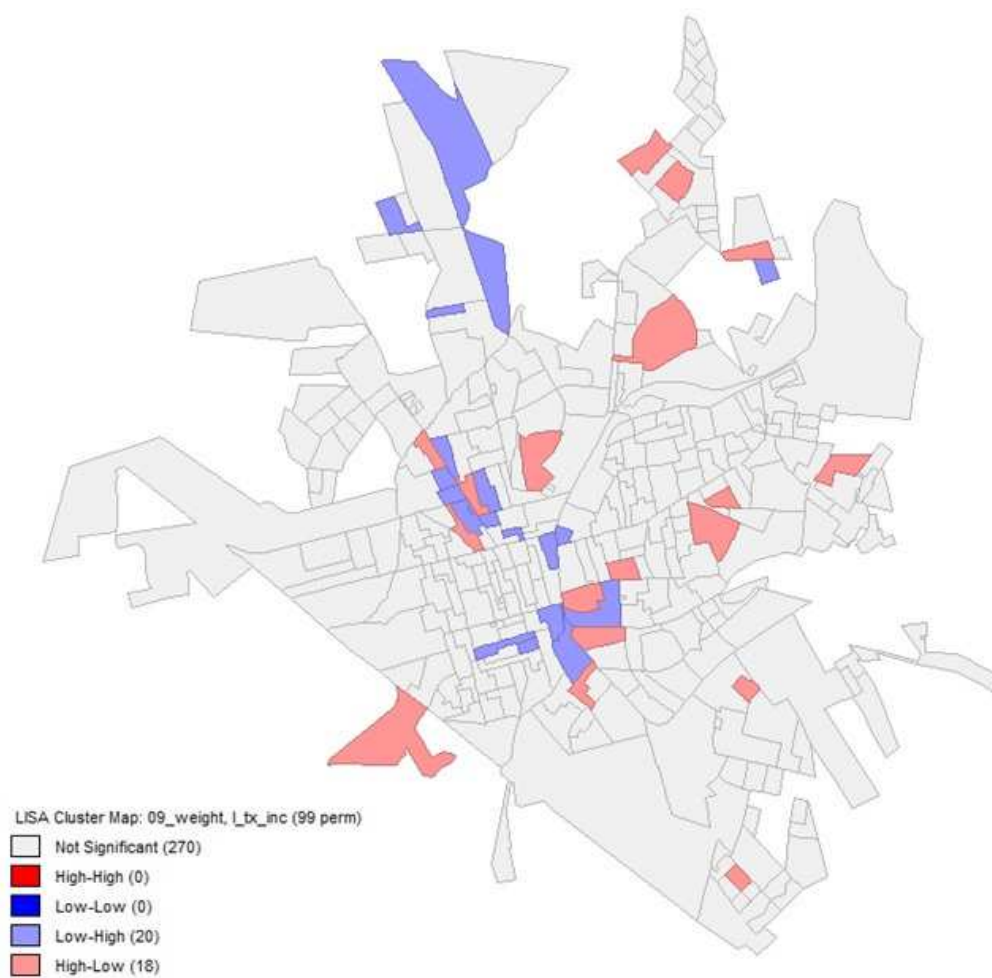 LISA Cluster Map: 09_weight, I_tx_inc (99 perm)
Not Significant (270)
High-High (0)
Low-Low (0)
Low-High (20)
High-Low (18)